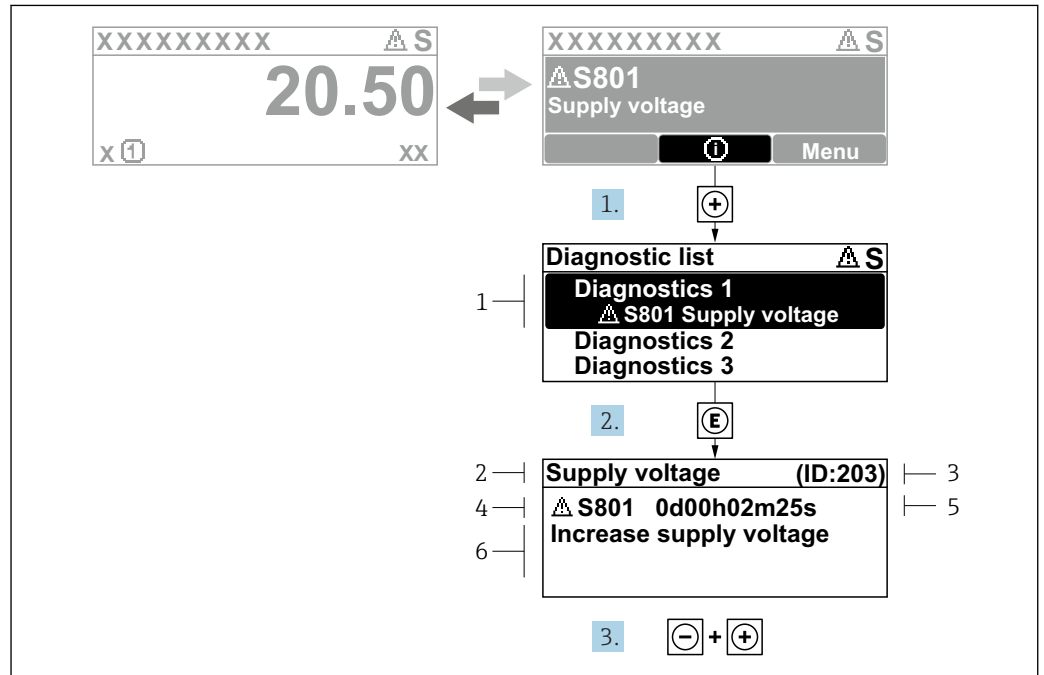 XXXXXXXXX ⚠ S
20.50
X 1 XX
XXXXXXXXX ⚠ S
⚠S801
Supply voltage
i Menu
1. +
Diagnostic list ⚠ S
1
Diagnostics 1
⚠ S801 Supply voltage
Diagnostics 2
Diagnostics 3
2. E
2 Supply voltage (ID:203) 3
4 ⚠ S801 0d00h02m25s 5
6 Increase supply voltage
3. - + +